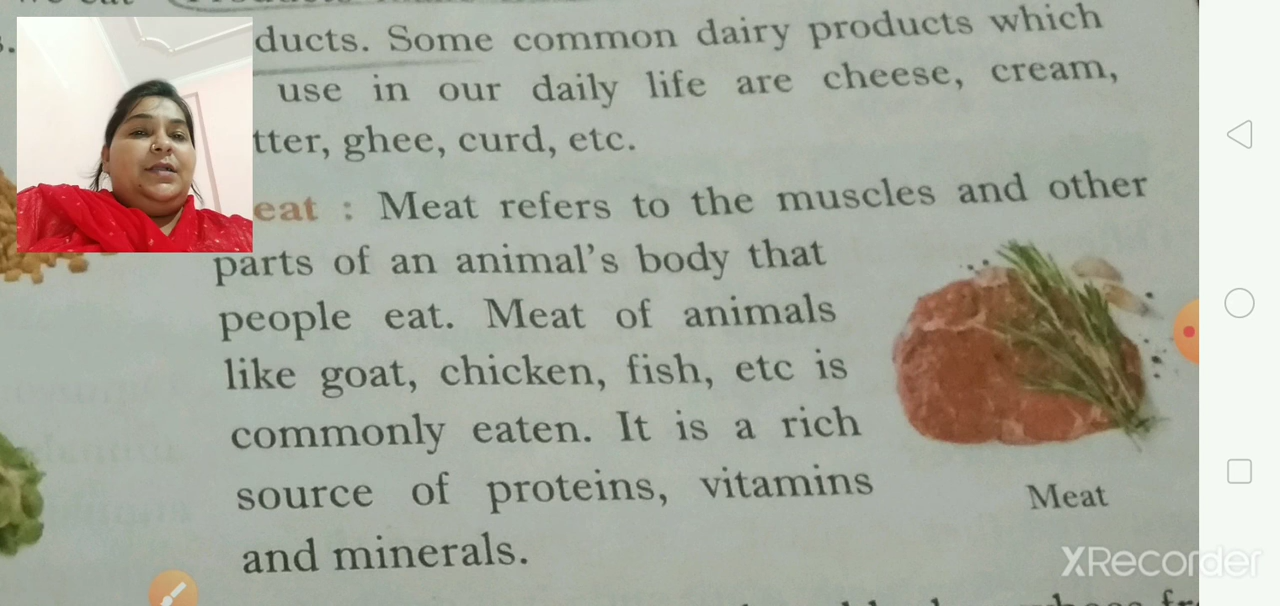 ducts. Some common dairy products which
use in our daily life are cheese, cream,
tter, ghee, curd, etc.
eat : Meat refers to the muscles and other
parts of an animal's body that
people eat. Meat of animals
like goat, chicken, fish, etc is
commonly eaten. It is a rich
source of proteins, vitamins
and minerals.
Meat
XRecorder